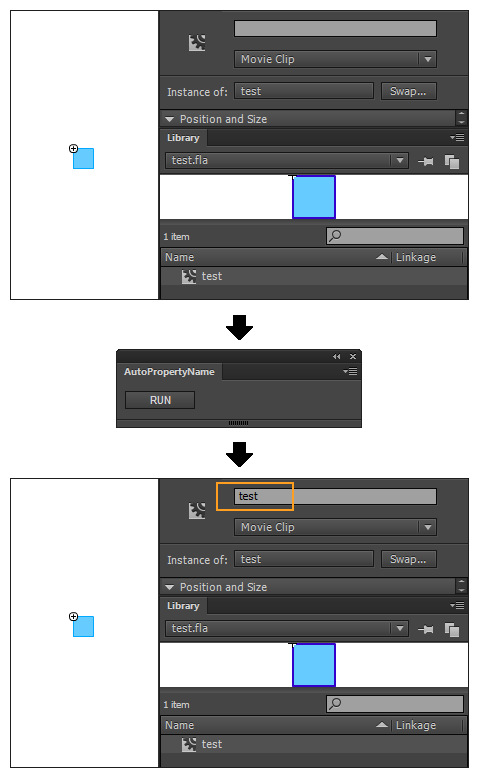 Movie Clip
Instance of: test Swap...
Position and Size
Library
test.fla
1 item
Name Linkage
test
AutoPropertyName
RUN
test
Movie Clip
Instance of: test Swap...
Position and Size
Library
test.fla
1 item
Name Linkage
test